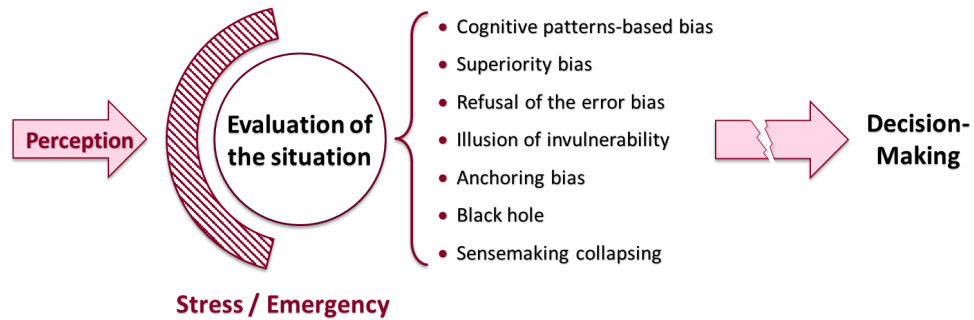 Perception
Evaluation of
the situation
Stress / Emergency
• Cognitive patterns-based bias
• Superiority bias
• Refusal of the error bias
• Illusion of invulnerability
• Anchoring bias
• Black hole
• Sensemaking collapsing
Decision-
Making